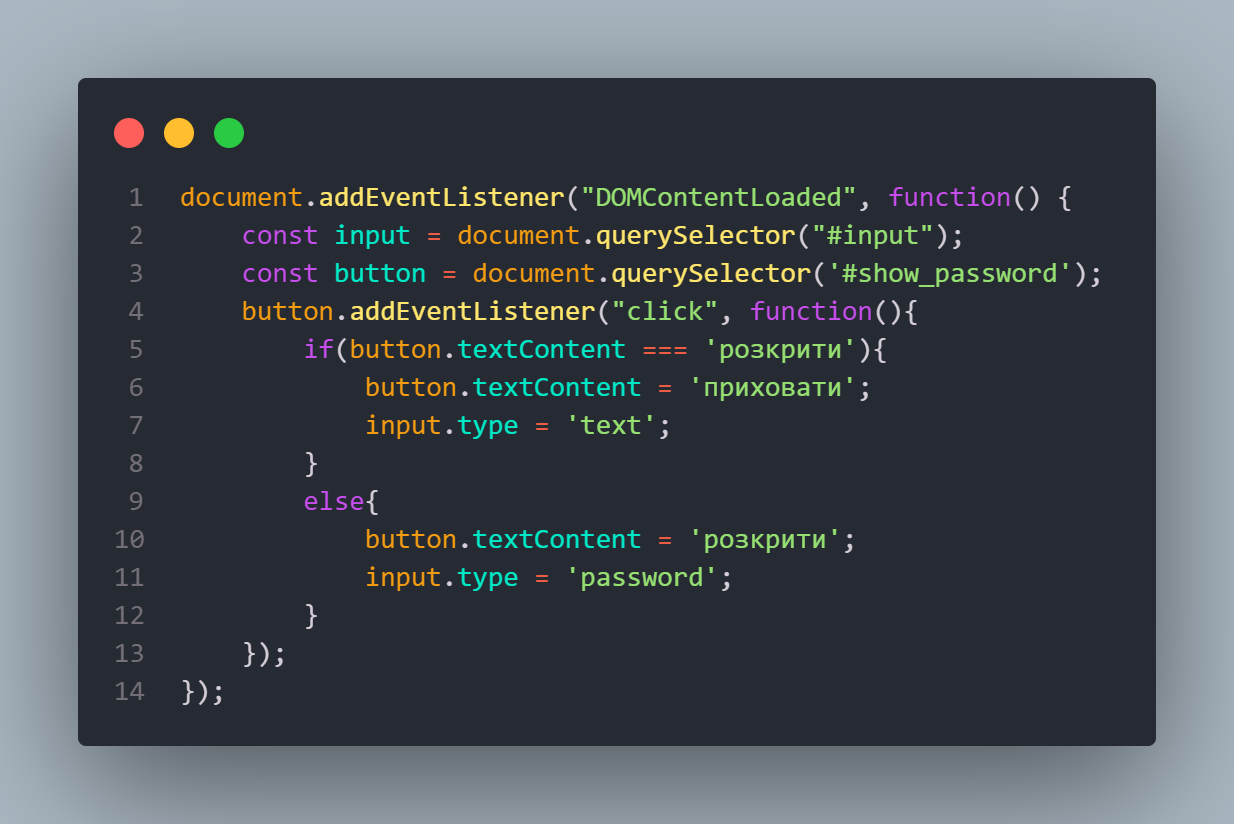 1 document.addEventListener("DOMContentLoaded", function() {
2     const input = document.querySelector("#input");
3     const button = document.querySelector('#show_password');
4     button.addEventListener("click", function(){
5         if(button.textContent === 'розкрити'){
6             button.textContent = 'приховати';
7             input.type = 'text';
8         }
9         else{
10             button.textContent = 'розкрити';
11             input.type = 'password';
12         }
13     });
14 });